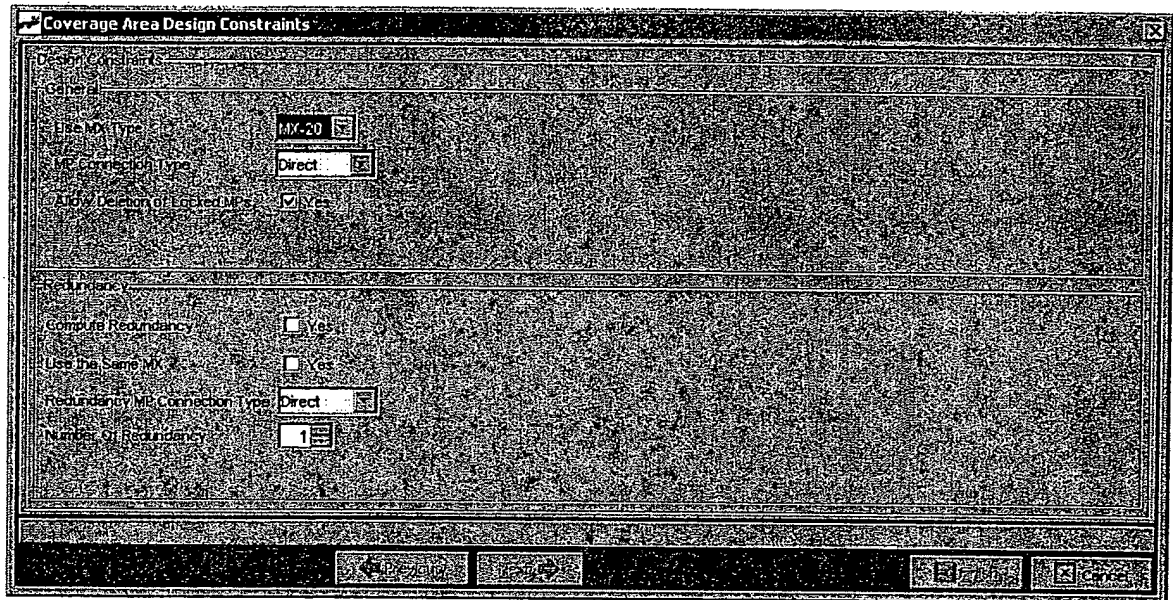 Coverage Area Design Constraints
Design Constraints
General
Use MX Type MX-20
MP Connection Type Direct
Allow Deletion of Locked MPs Yes
Redundancy
Compute Redundancy Yes
Use the Same MX ? Yes
Redundancy MP Connection Type Direct
Number Of Redundancy 1
Previous Next Cancel